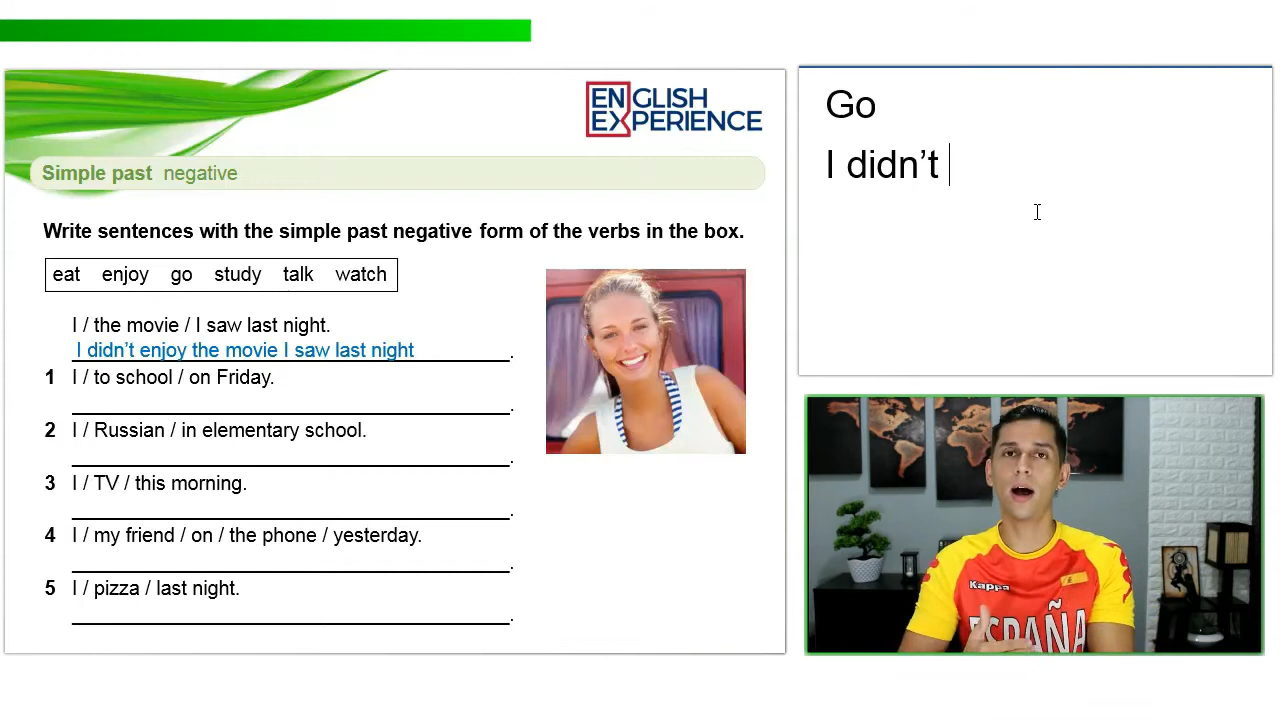 ENGLISH
EXPERIENCE
Simple past negative
Write sentences with the simple past negative form of the verbs in the box.
eat enjoy go study talk watch
I / the movie / I saw last night.
I didn’t enjoy the movie I saw last night.
1 I / to school / on Friday.
.
2 I / Russian / in elementary school.
.
3 I / TV / this morning.
.
4 I / my friend / on / the phone / yesterday.
.
5 I / pizza / last night.
.
Go
I didn’t
Kappa
ESPAÑA